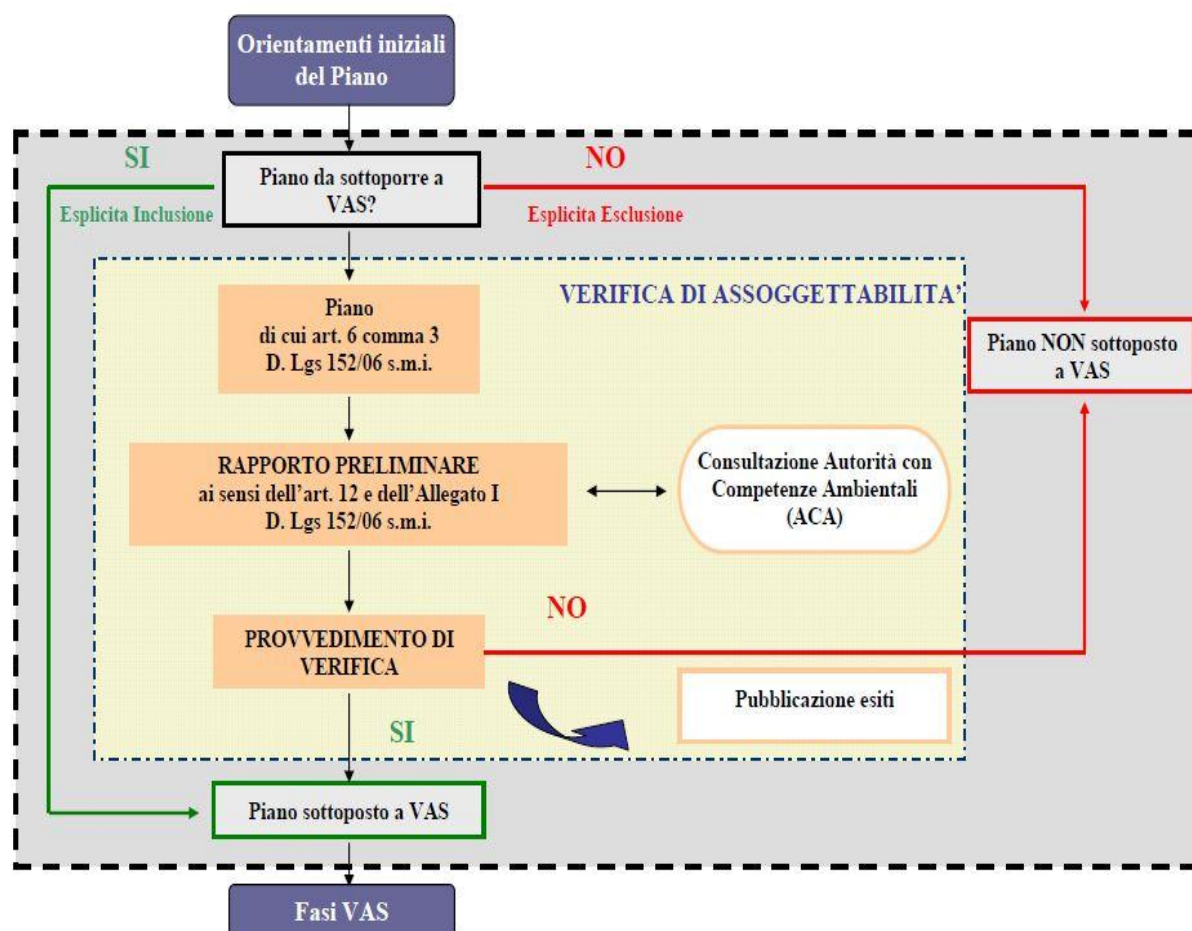 Orientamenti iniziali
del Piano
SI
NO
Piano da sottoporre a
VAS?
Esplicita Inclusione
Esplicita Esclusione
VERIFICA DI ASSOGGETTABILITA’
Piano
di cui art. 6 comma 3
D. Lgs 152/06 s.m.i.
Piano NON sottoposto
a VAS
RAPPORTO PRELIMINARE
ai sensi dell’art. 12 e dell’Allegato I
D. Lgs 152/06 s.m.i.
Consultazione Autorità con
Competenze Ambientali
(ACA)
NO
PROVVEDIMENTO DI
VERIFICA
Pubblicazione esiti
SI
Piano sottoposto a VAS
Fasi VAS